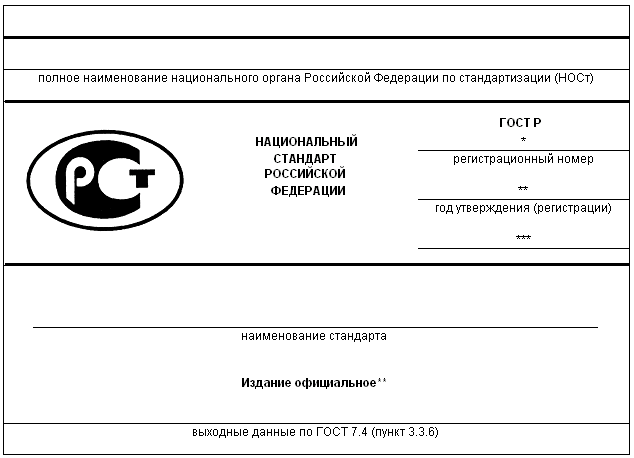 полное наименование национального органа Российской Федерации по стандартизации (НОСт)
ГОСТ Р
*
НАЦИОНАЛЬНЫЙ
СТАНДАРТ
РОССИЙСКОЙ
ФЕДЕРАЦИИ
регистрационный номер
**
год утверждения (регистрации)
***
РСТ
наименование стандарта
Издание официальное**
выходные данные по ГОСТ 7.4 (пункт 3.3.6)